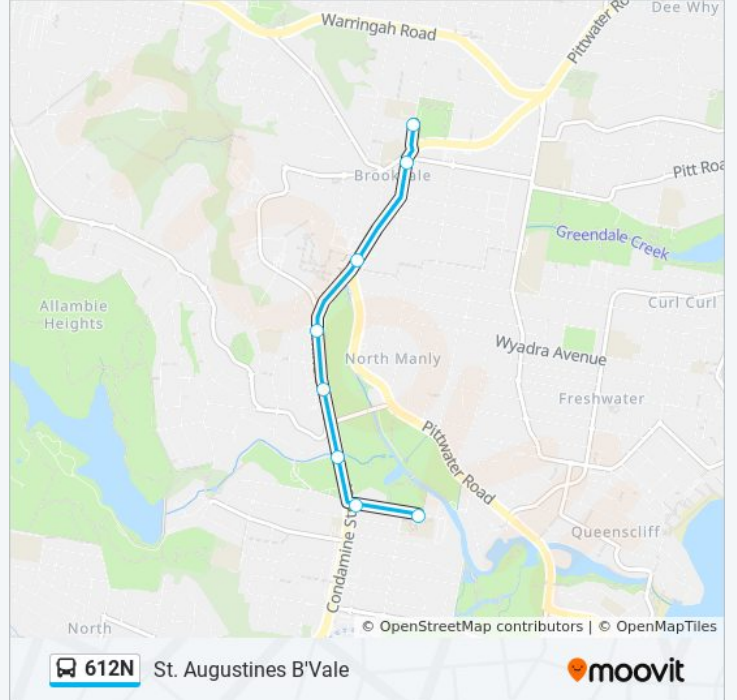 Dee Why
Warringah Road
Pittwater Ro
Brookvale
Pitt Roa
Greendale Creek
Allambie
Heights
Curl Curl
Wyadra Avenue
North Manly
Freshwater
Pittwater Road
Queenscliff
Condamine St
North
© OpenStreetMap contributors | © OpenMapTiles
612N St. Augustines B'Vale
moovit